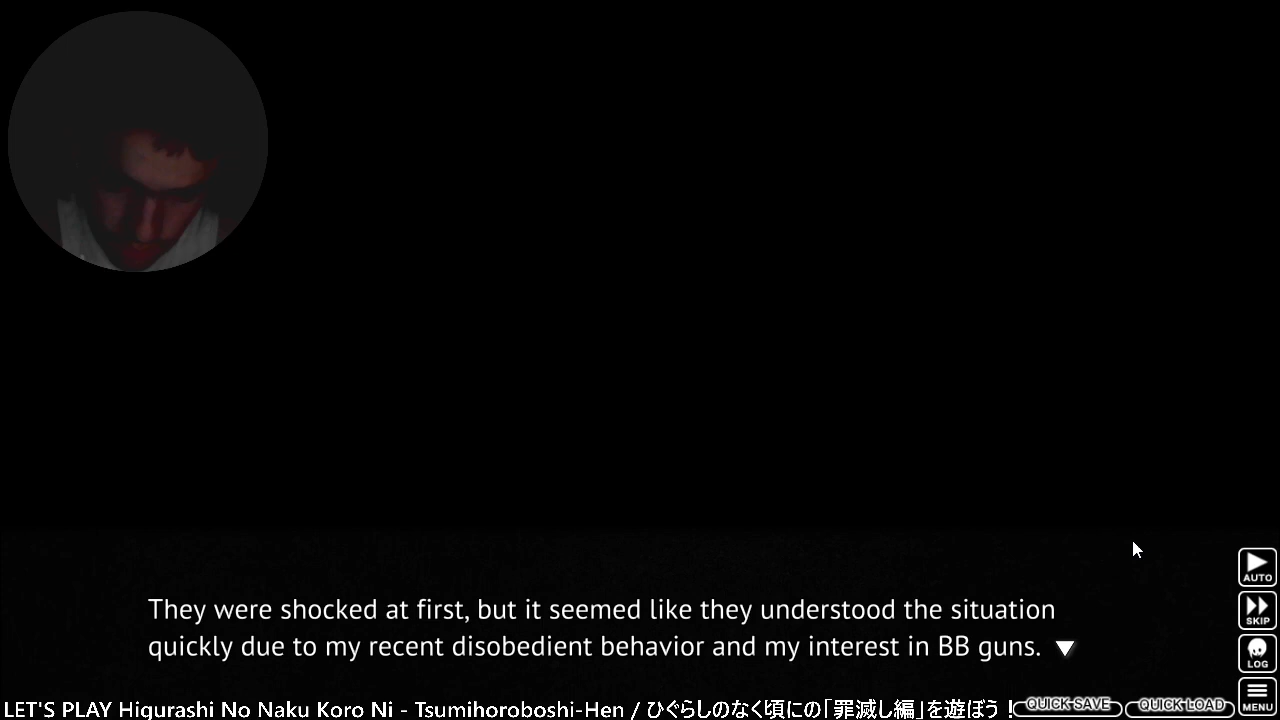 They were shocked at first, but it seemed like they understood the situation
quickly due to my recent disobedient behavior and my interest in BB guns.
AUTO
SKIP
LOG
MENU
LET'S PLAY Higurashi No Naku Koro Ni - Tsumihoroboshi-Hen / ひぐらしのなく頃にの「罪滅し編」を遊ぼう！
QUICK SAVE
QUICK LOAD